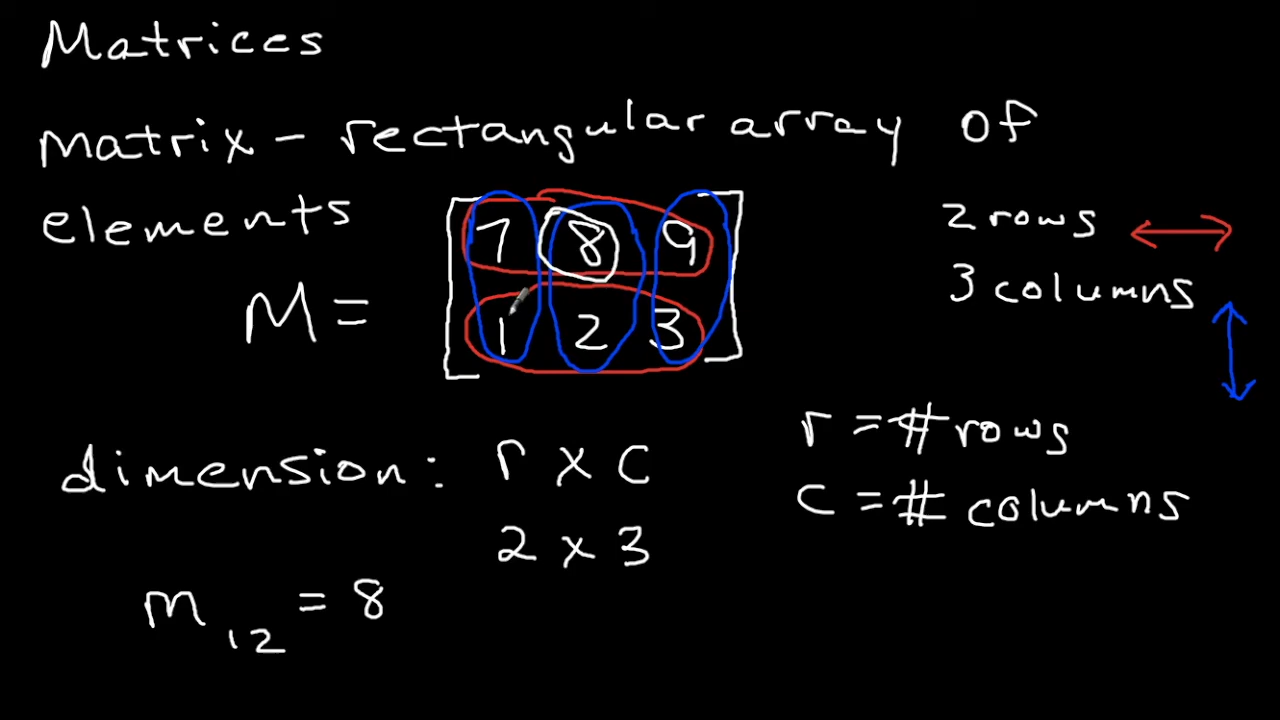 Matrices
matrix - rectangular array of
elements
M = [7 8 9
1 2 3]
2 rows
3 columns
dimension: r x c
2 x 3
r = # rows
c = # columns
m12 = 8